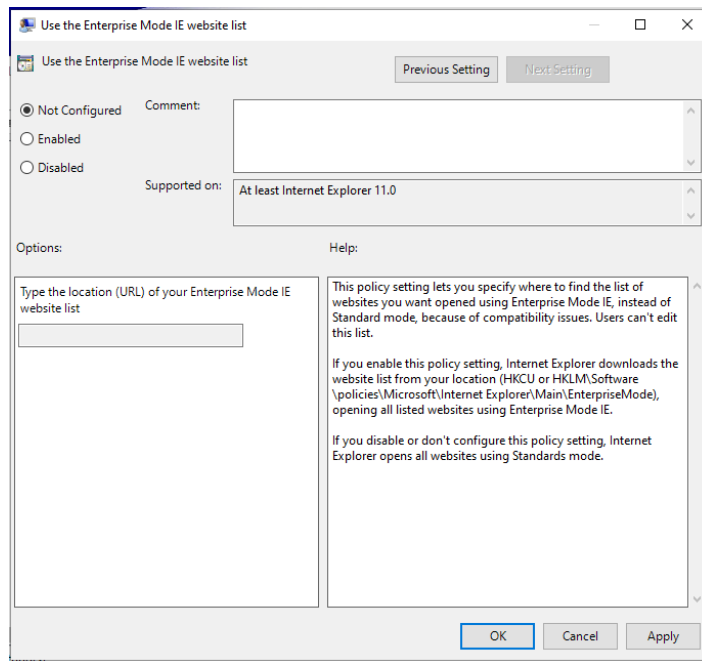 Use the Enterprise Mode IE website list
Use the Enterprise Mode IE website list
Previous Setting
Next Setting
Not Configured
Enabled
Disabled
Comment:
Supported on:
At least Internet Explorer 11.0
Options:
Help:
Type the location (URL) of your Enterprise Mode IE
website list
This policy setting lets you specify where to find the list of
websites you want opened using Enterprise Mode IE, instead of
Standard mode, because of compatibility issues. Users can't edit
this list.
If you enable this policy setting, Internet Explorer downloads the
website list from your location (HKCU or HKLM\Software
\policies\Microsoft\Internet Explorer\Main\EnterpriseMode),
opening all listed websites using Enterprise Mode IE.
If you disable or don't configure this policy setting, Internet
Explorer opens all websites using Standards mode.
OK
Cancel
Apply